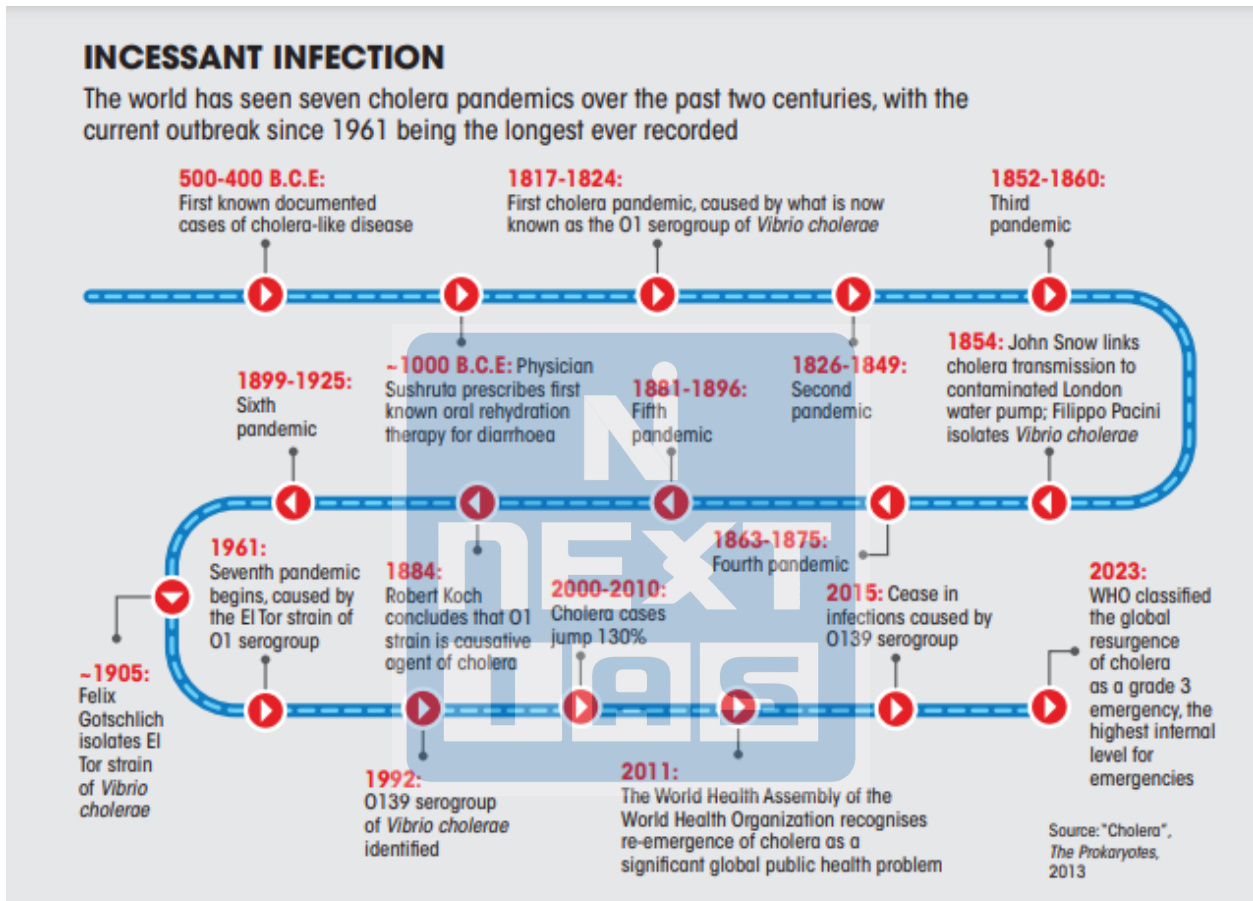 INCESSANT INFECTION
The world has seen seven cholera pandemics over the past two centuries, with the
current outbreak since 1961 being the longest ever recorded
500-400 B.C.E:
First known documented
cases of cholera-like disease
1817-1824:
First cholera pandemic, caused by what is now
known as the O1 serogroup of Vibrio cholerae
1852-1860:
Third
pandemic
~1000 B.C.E: Physician
Sushruta prescribes first
known oral rehydration
therapy for diarrhoea
1826-1849:
Second
pandemic
1854: John Snow links
cholera transmission to
contaminated London
water pump; Filippo Pacini
isolates Vibrio cholerae
1863-1875:
Fourth pandemic
1881-1896:
Fifth
pandemic
1884:
Robert Koch
concludes that O1
strain is causative
agent of cholera
1899-1925:
Sixth
pandemic
~1905:
Felix
Gotschlich
isolates El
Tor strain
of Vibrio
cholerae
1961:
Seventh pandemic
begins, caused by
the El Tor strain of
O1 serogroup
1992:
O139 serogroup
of Vibrio cholerae
identified
2000-2010:
Cholera cases
jump 130%
2011:
The World Health Assembly of the
World Health Organization recognises
re-emergence of cholera as a
significant global public health problem
2015: Cease in
infections caused by
O139 serogroup
2023:
WHO classified
the global
resurgence
of cholera
as a grade 3
emergency, the
highest internal
level for
emergencies
Source: "Cholera",
The Prokaryotes,
2013
NEXT
IAS